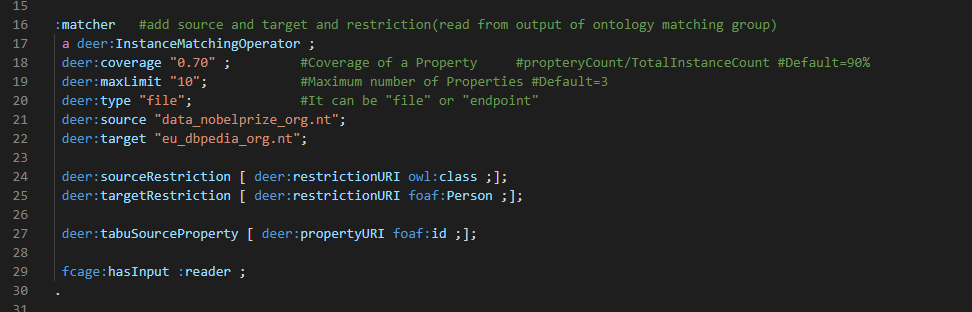 15
16 :matcher #add source and target and restriction(read from output of ontology matching group)
17 a deer:InstanceMatchingOperator ;
18 deer:coverage "0.70" ; #Coverage of a Property #propteryCount/TotalInstanceCount #Default=90%
19 deer:maxLimit "10"; #Maximum number of Properties #Default=3
20 deer:type "file"; #It can be "file" or "endpoint"
21 deer:source "data_nobelprize_org.nt";
22 deer:target "eu_dbpedia_org.nt";
23
24 deer:sourceRestriction [ deer:restrictionURI owl:class ;];
25 deer:targetRestriction [ deer:restrictionURI foaf:Person ;];
26
27 deer:tabuSourceProperty [ deer:propertyURI foaf:id ;];
28
29 fcage:hasInput :reader ;
30 .
31